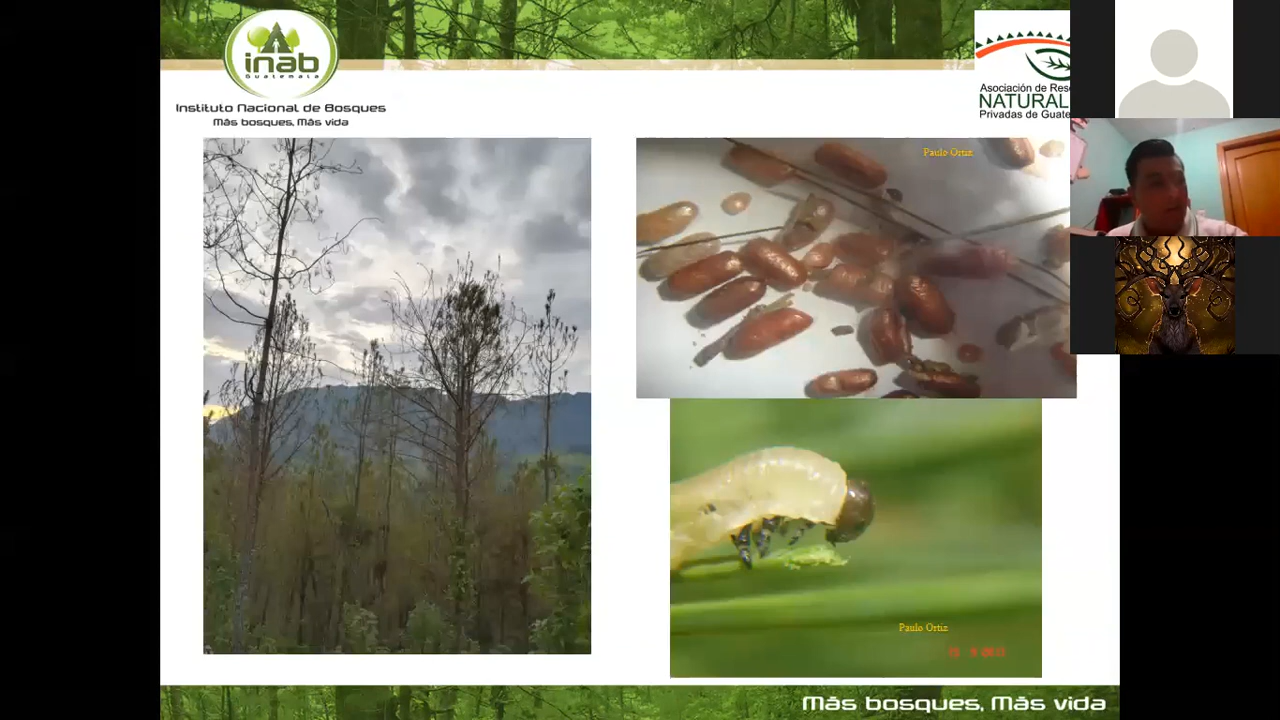 inab
Guatemala
Instituto Nacional de Bosques
Más bosques, Más vida
Asociación de Rese
NATURAL
Privadas de Guate
Paulo Ortiz
Paulo Ortiz
Más bosques, Más vida